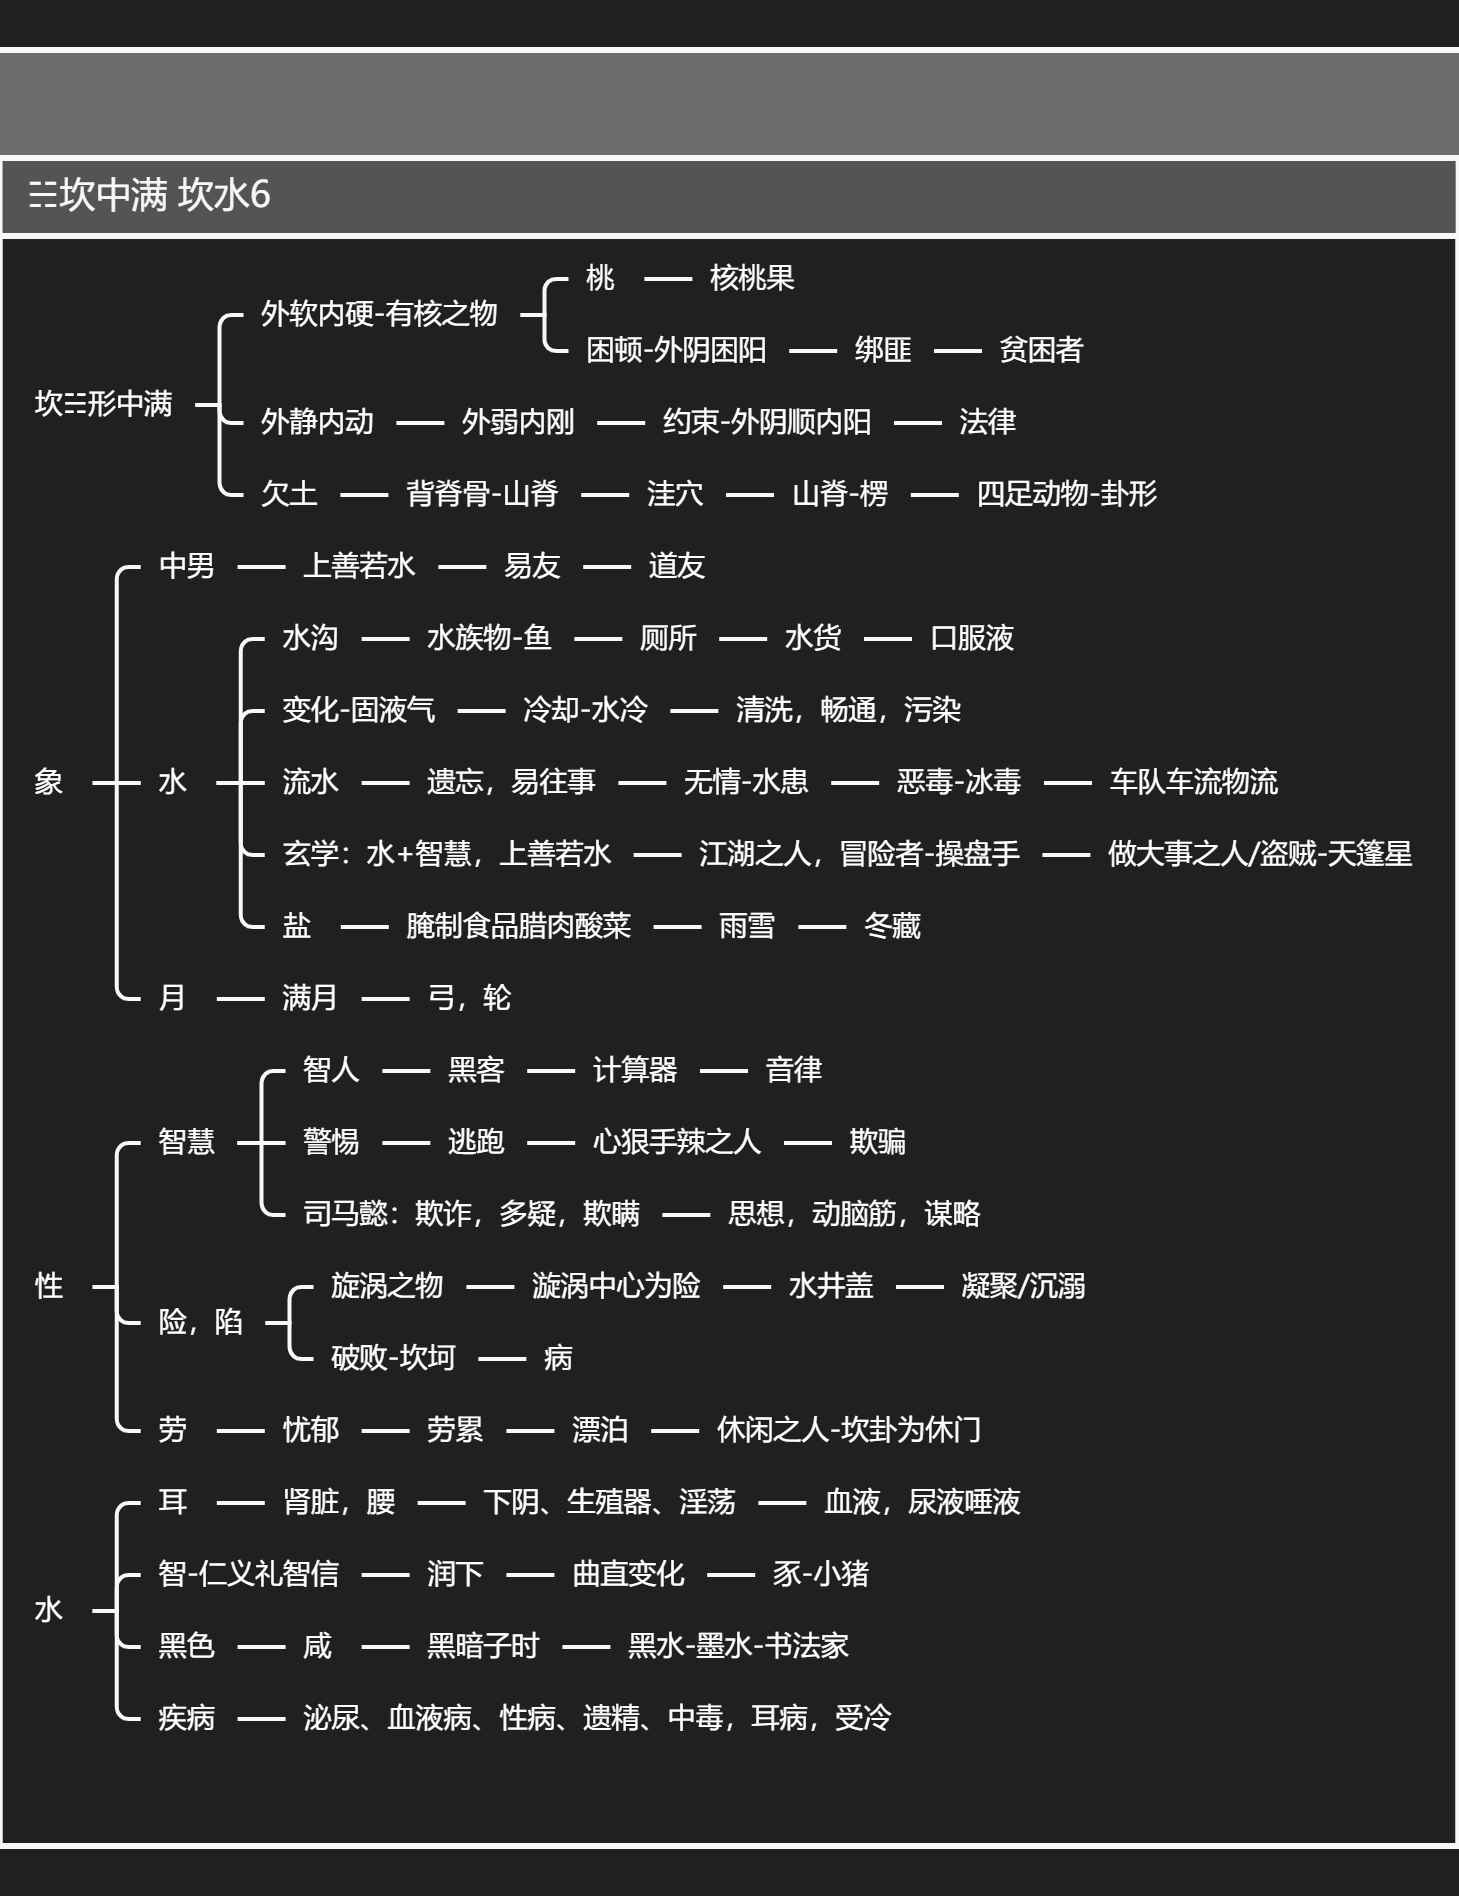 ☵坎中满 坎水6
桃 核桃果
外软内硬-有核之物
困顿-外阴困阳 绑匪 贫困者
坎☵形中满
外静内动 外弱内刚 约束-外阴顺内阳 法律
欠土 背脊骨-山脊 洼穴 山脊-楞 四足动物-卦形
中男 上善若水 易友 道友
水沟 水族物-鱼 厕所 水货 口服液
变化-固液气 冷却-水冷 清洗，畅通，污染
象 水 流水 遗忘，易往事 无情-水患 恶毒-冰毒 车队车流物流
玄学：水+智慧，上善若水 江湖之人，冒险者-操盘手 做大事之人/盗贼-天篷星
盐 腌制食品腊肉酸菜 雨雪 冬藏
月 满月 弓，轮
智人 黑客 计算器 音律
智慧 警惕 逃跑 心狠手辣之人 欺骗
司马懿：欺诈，多疑，欺瞒 思想，动脑筋，谋略
性 旋涡之物 漩涡中心为险 水井盖 凝聚/沉溺
险，陷
破败-坎坷 病
劳 忧郁 劳累 漂泊 休闲之人-坎卦为休门
耳 肾脏，腰 下阴、生殖器、淫荡 血液，尿液唾液
智-仁义礼智信 润下 曲直变化 豕-小猪
水
黑色 咸 黑暗子时 黑水-墨水-书法家
疾病 泌尿、血液病、性病、遗精、中毒，耳病，受冷